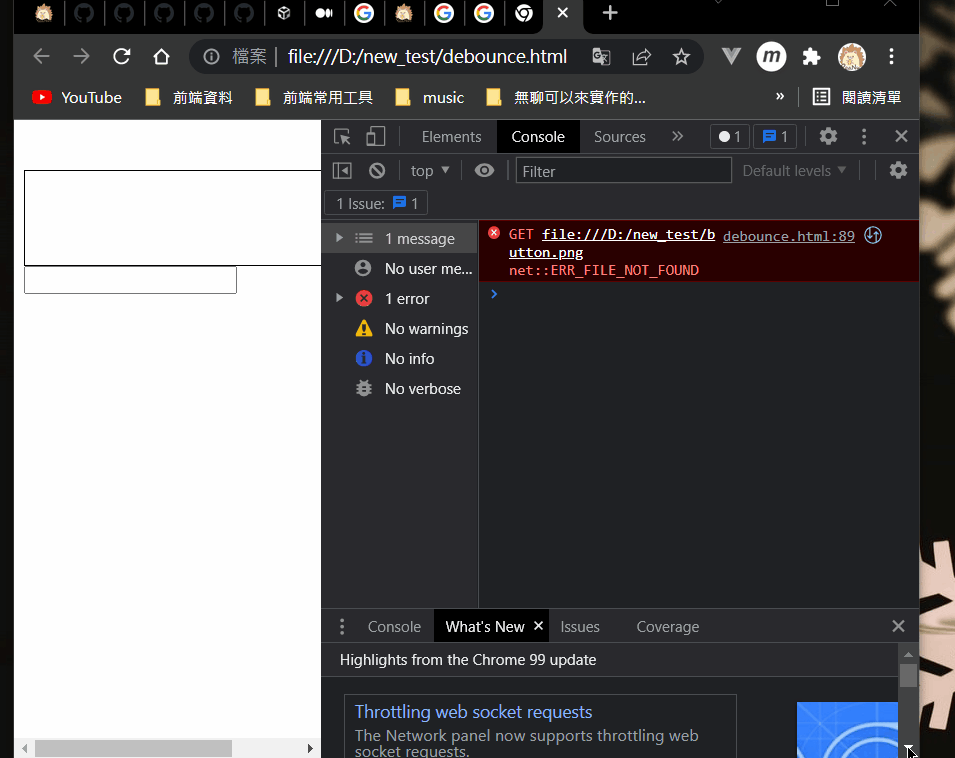 檔案 file:///D:/new_test/debounce.html
m
YouTube 前端資料 前端常用工具 music 無聊可以來實作的... » 閱讀清單
Elements Console Sources » 1 1
top Filter Default levels
1 Issue: 1
1 message
No user me...
1 error
No warnings
No info
No verbose
GET file:///D:/new_test/b debounce.html:89
utton.png
net::ERR_FILE_NOT_FOUND
Console What's New Issues Coverage
Highlights from the Chrome 99 update
Throttling web socket requests
The Network panel now supports throttling web
socket requests.